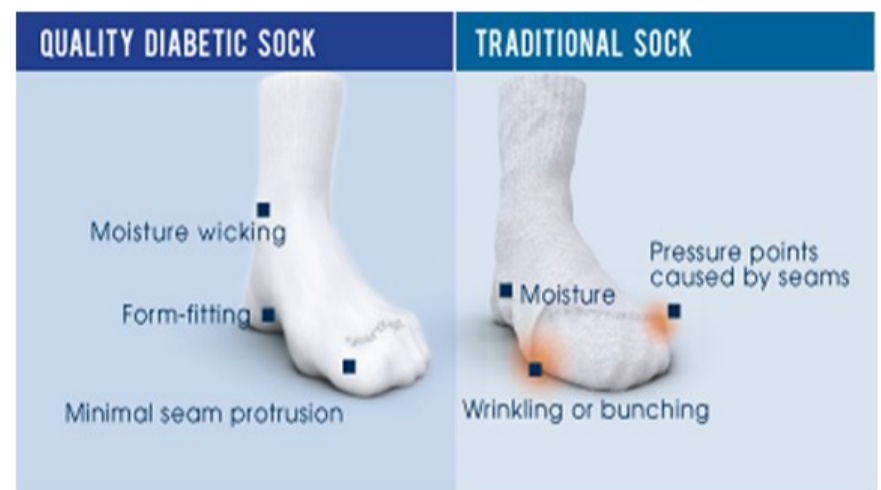 QUALITY DIABETIC SOCK
TRADITIONAL SOCK
Moisture wicking
Form-fitting
Minimal seam protrusion
Pressure points
caused by seams
Moisture
Wrinkling or bunching